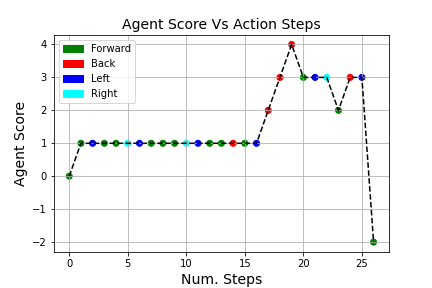 Agent Score Vs Action Steps
Forward
Back
Left
Right
Agent Score
4
3
2
1
0
−1
−2
0 5 10 15 20 25
Num. Steps